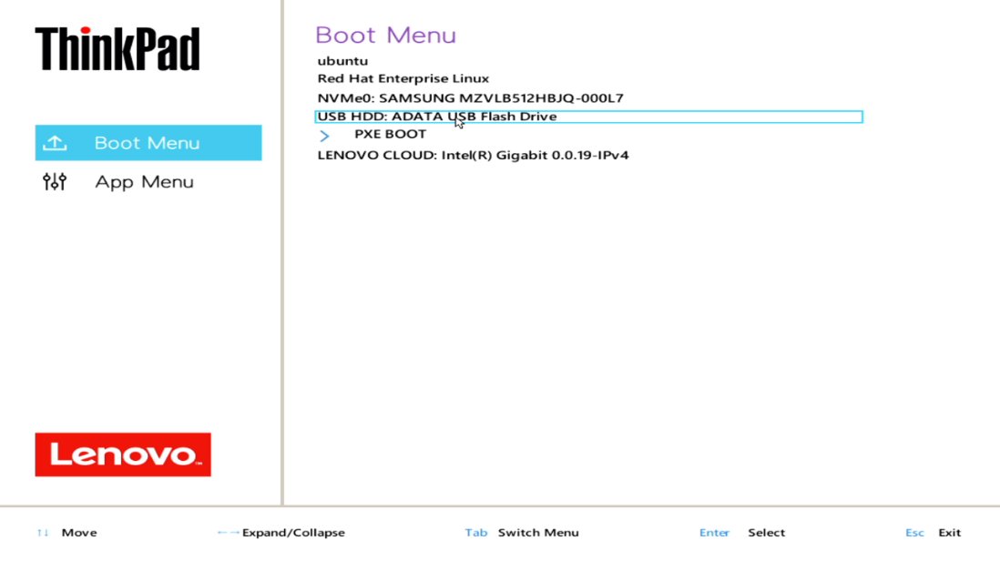 ThinkPad
Boot Menu
App Menu
Lenovo™
Boot Menu
ubuntu
Red Hat Enterprise Linux
NVMe0: SAMSUNG MZVLB512HBJQ-000L7
USB HDD: ADATA USB Flash Drive
> PXE BOOT
LENOVO CLOUD: Intel(R) Gigabit 0.0.19-IPv4
↑↓ Move ←→ Expand/Collapse Tab Switch Menu Enter Select Esc Exit